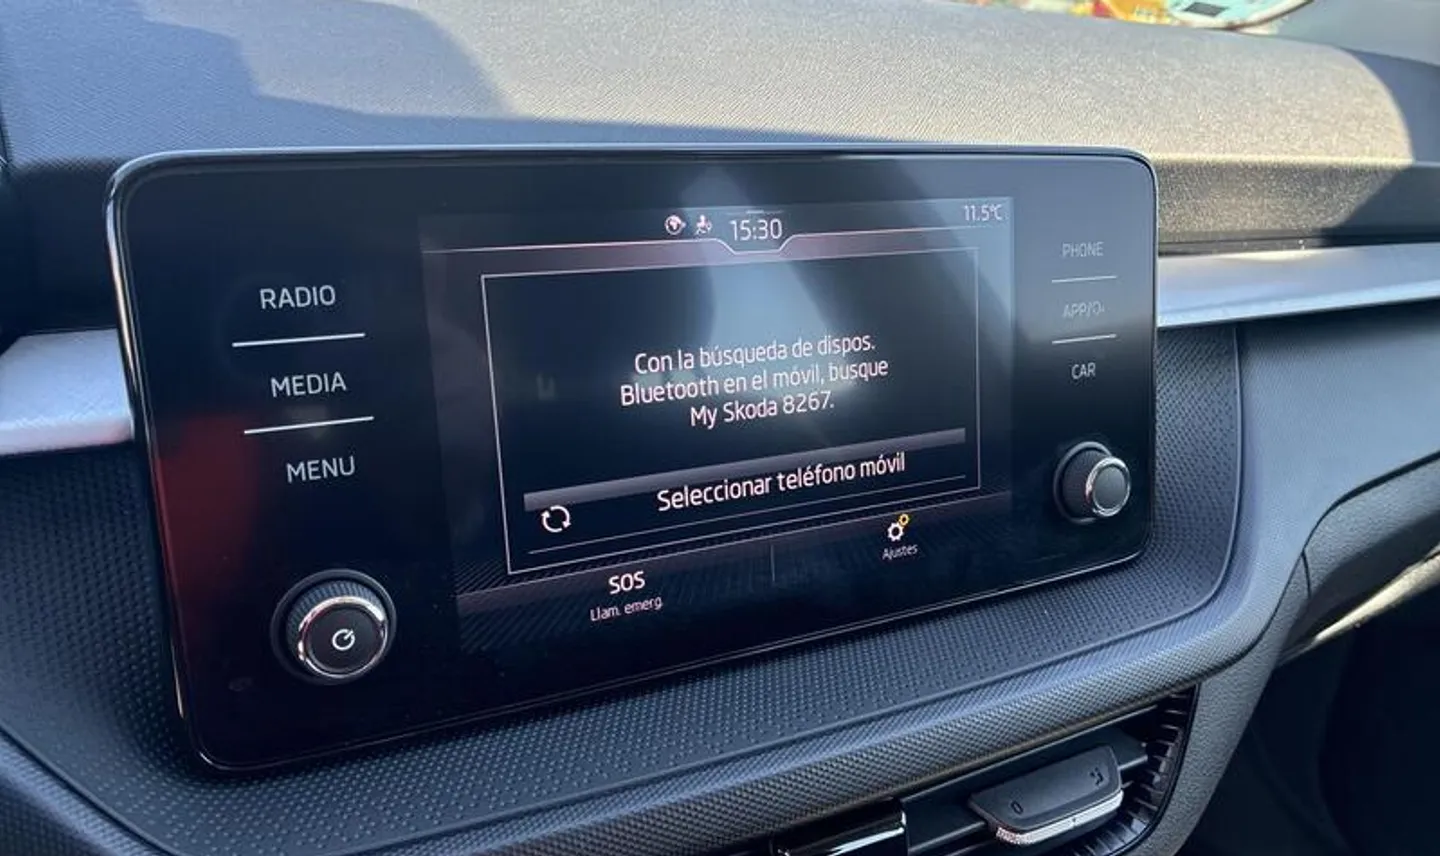 15:30
11.5°C
RADIO
MEDIA
MENU
Con la búsqueda de dispos.
Bluetooth en el móvil, busque
My Skoda 8267.
Seleccionar teléfono móvil
SOS
Llam. emerg.
Ajustes
PHONE
APP/
CAR
0